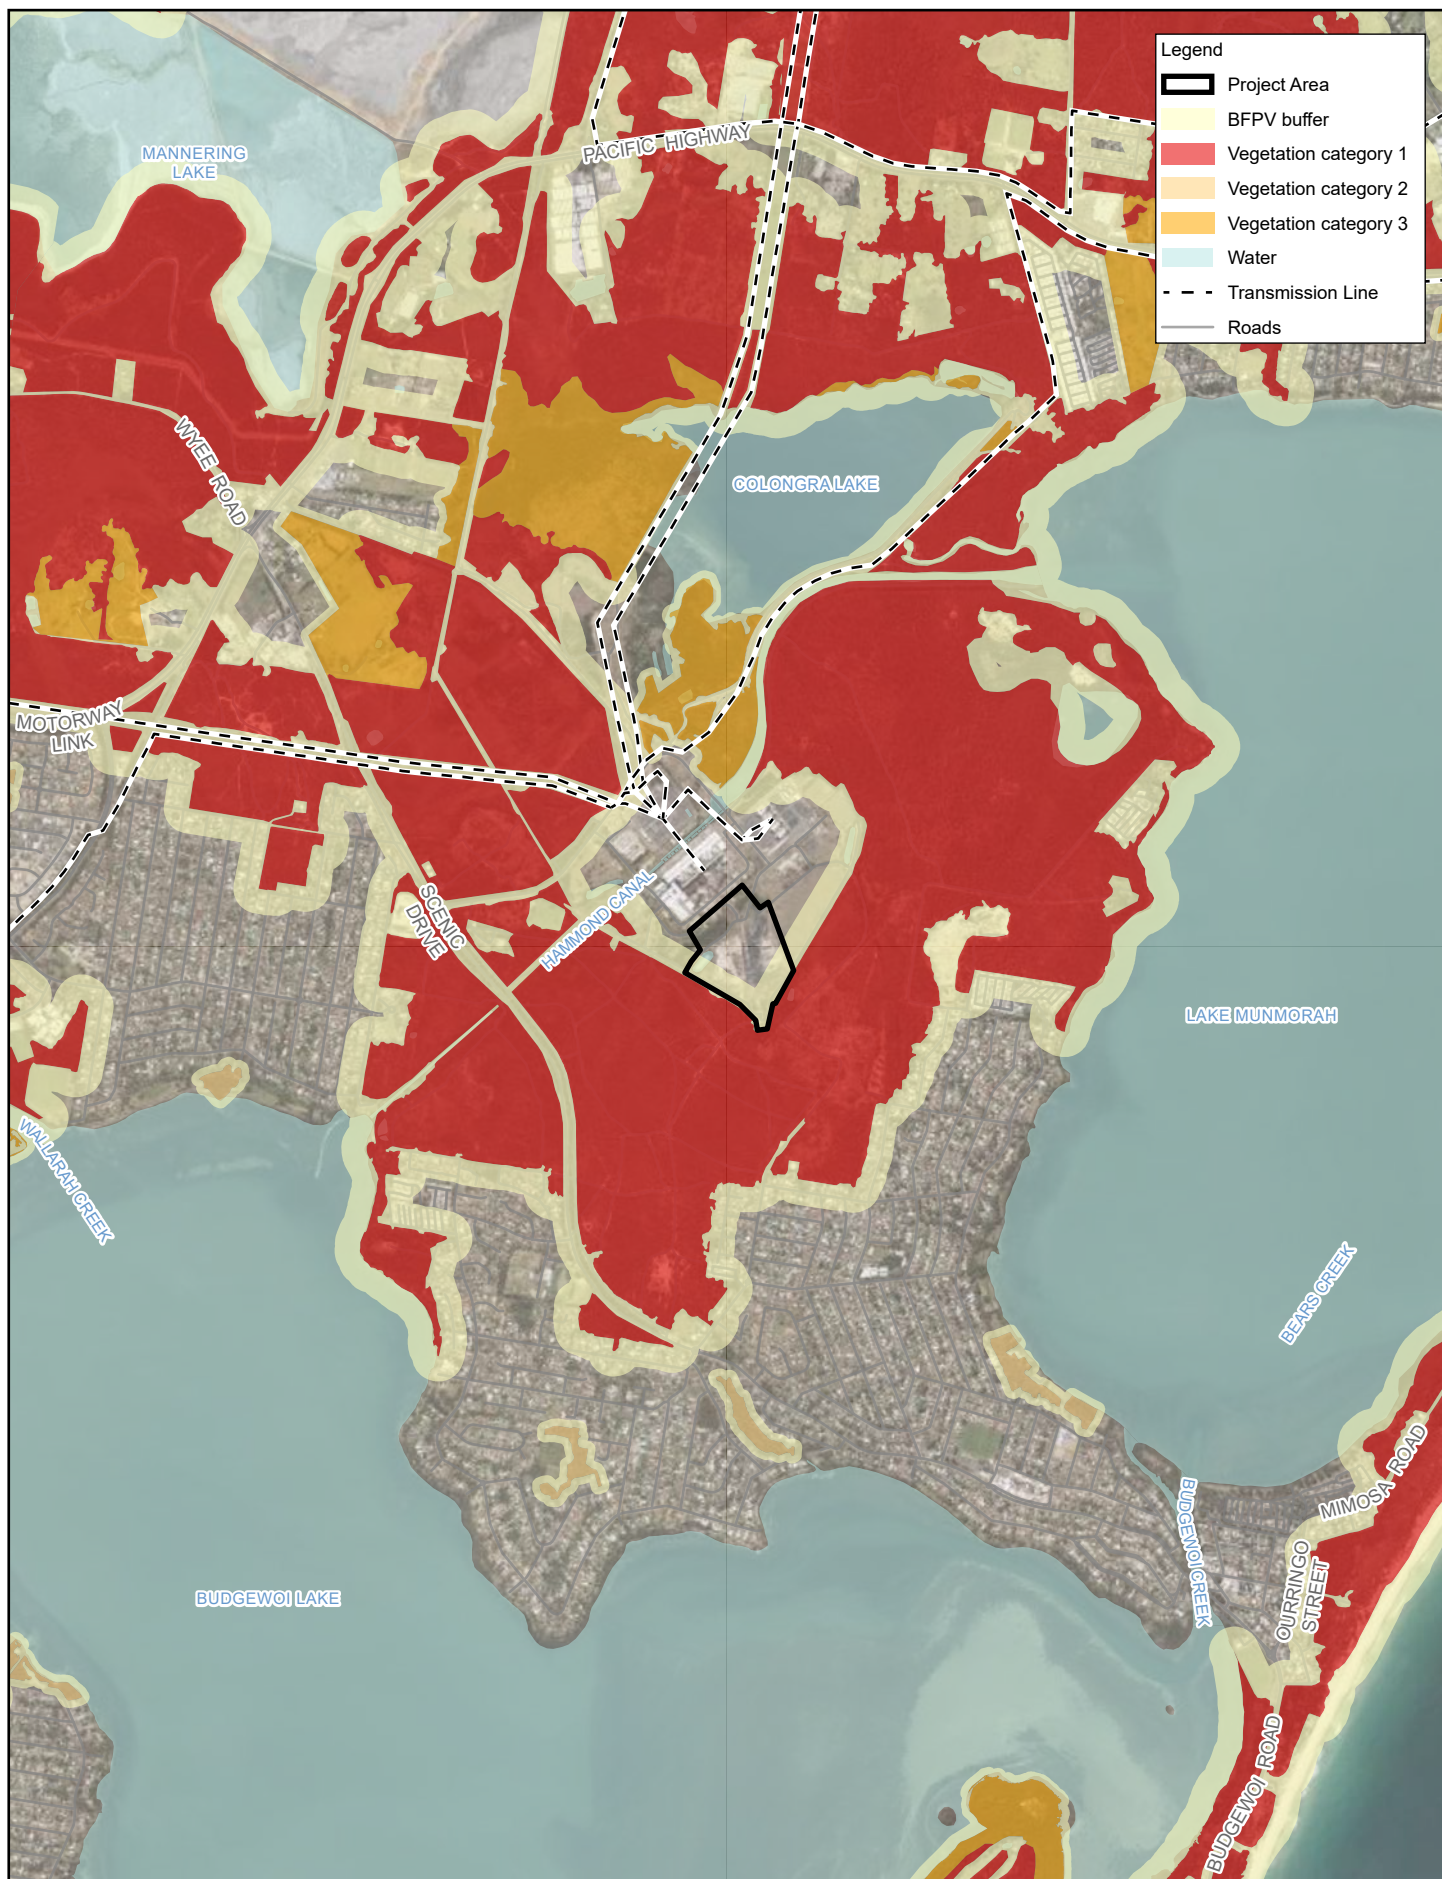 Legend
Project Area
BFPV buffer
Vegetation category 1
Vegetation category 2
Vegetation category 3
Water
Transmission Line
Roads
PACIFIC HIGHWAY
MANNERING
LAKE
WYEE ROAD
COLONGRA LAKE
MOTORWAY
LINK
SCENIC
DRIVE
HAMMOND CANAL
LAKE MUNMORAH
WALLARAH CREEK
BEARS CREEK
MIMOSA ROAD
BUDGEWOI CREEK
OURRINGO
STREET
BUDGEWOI LAKE
BUDGEWOI ROAD